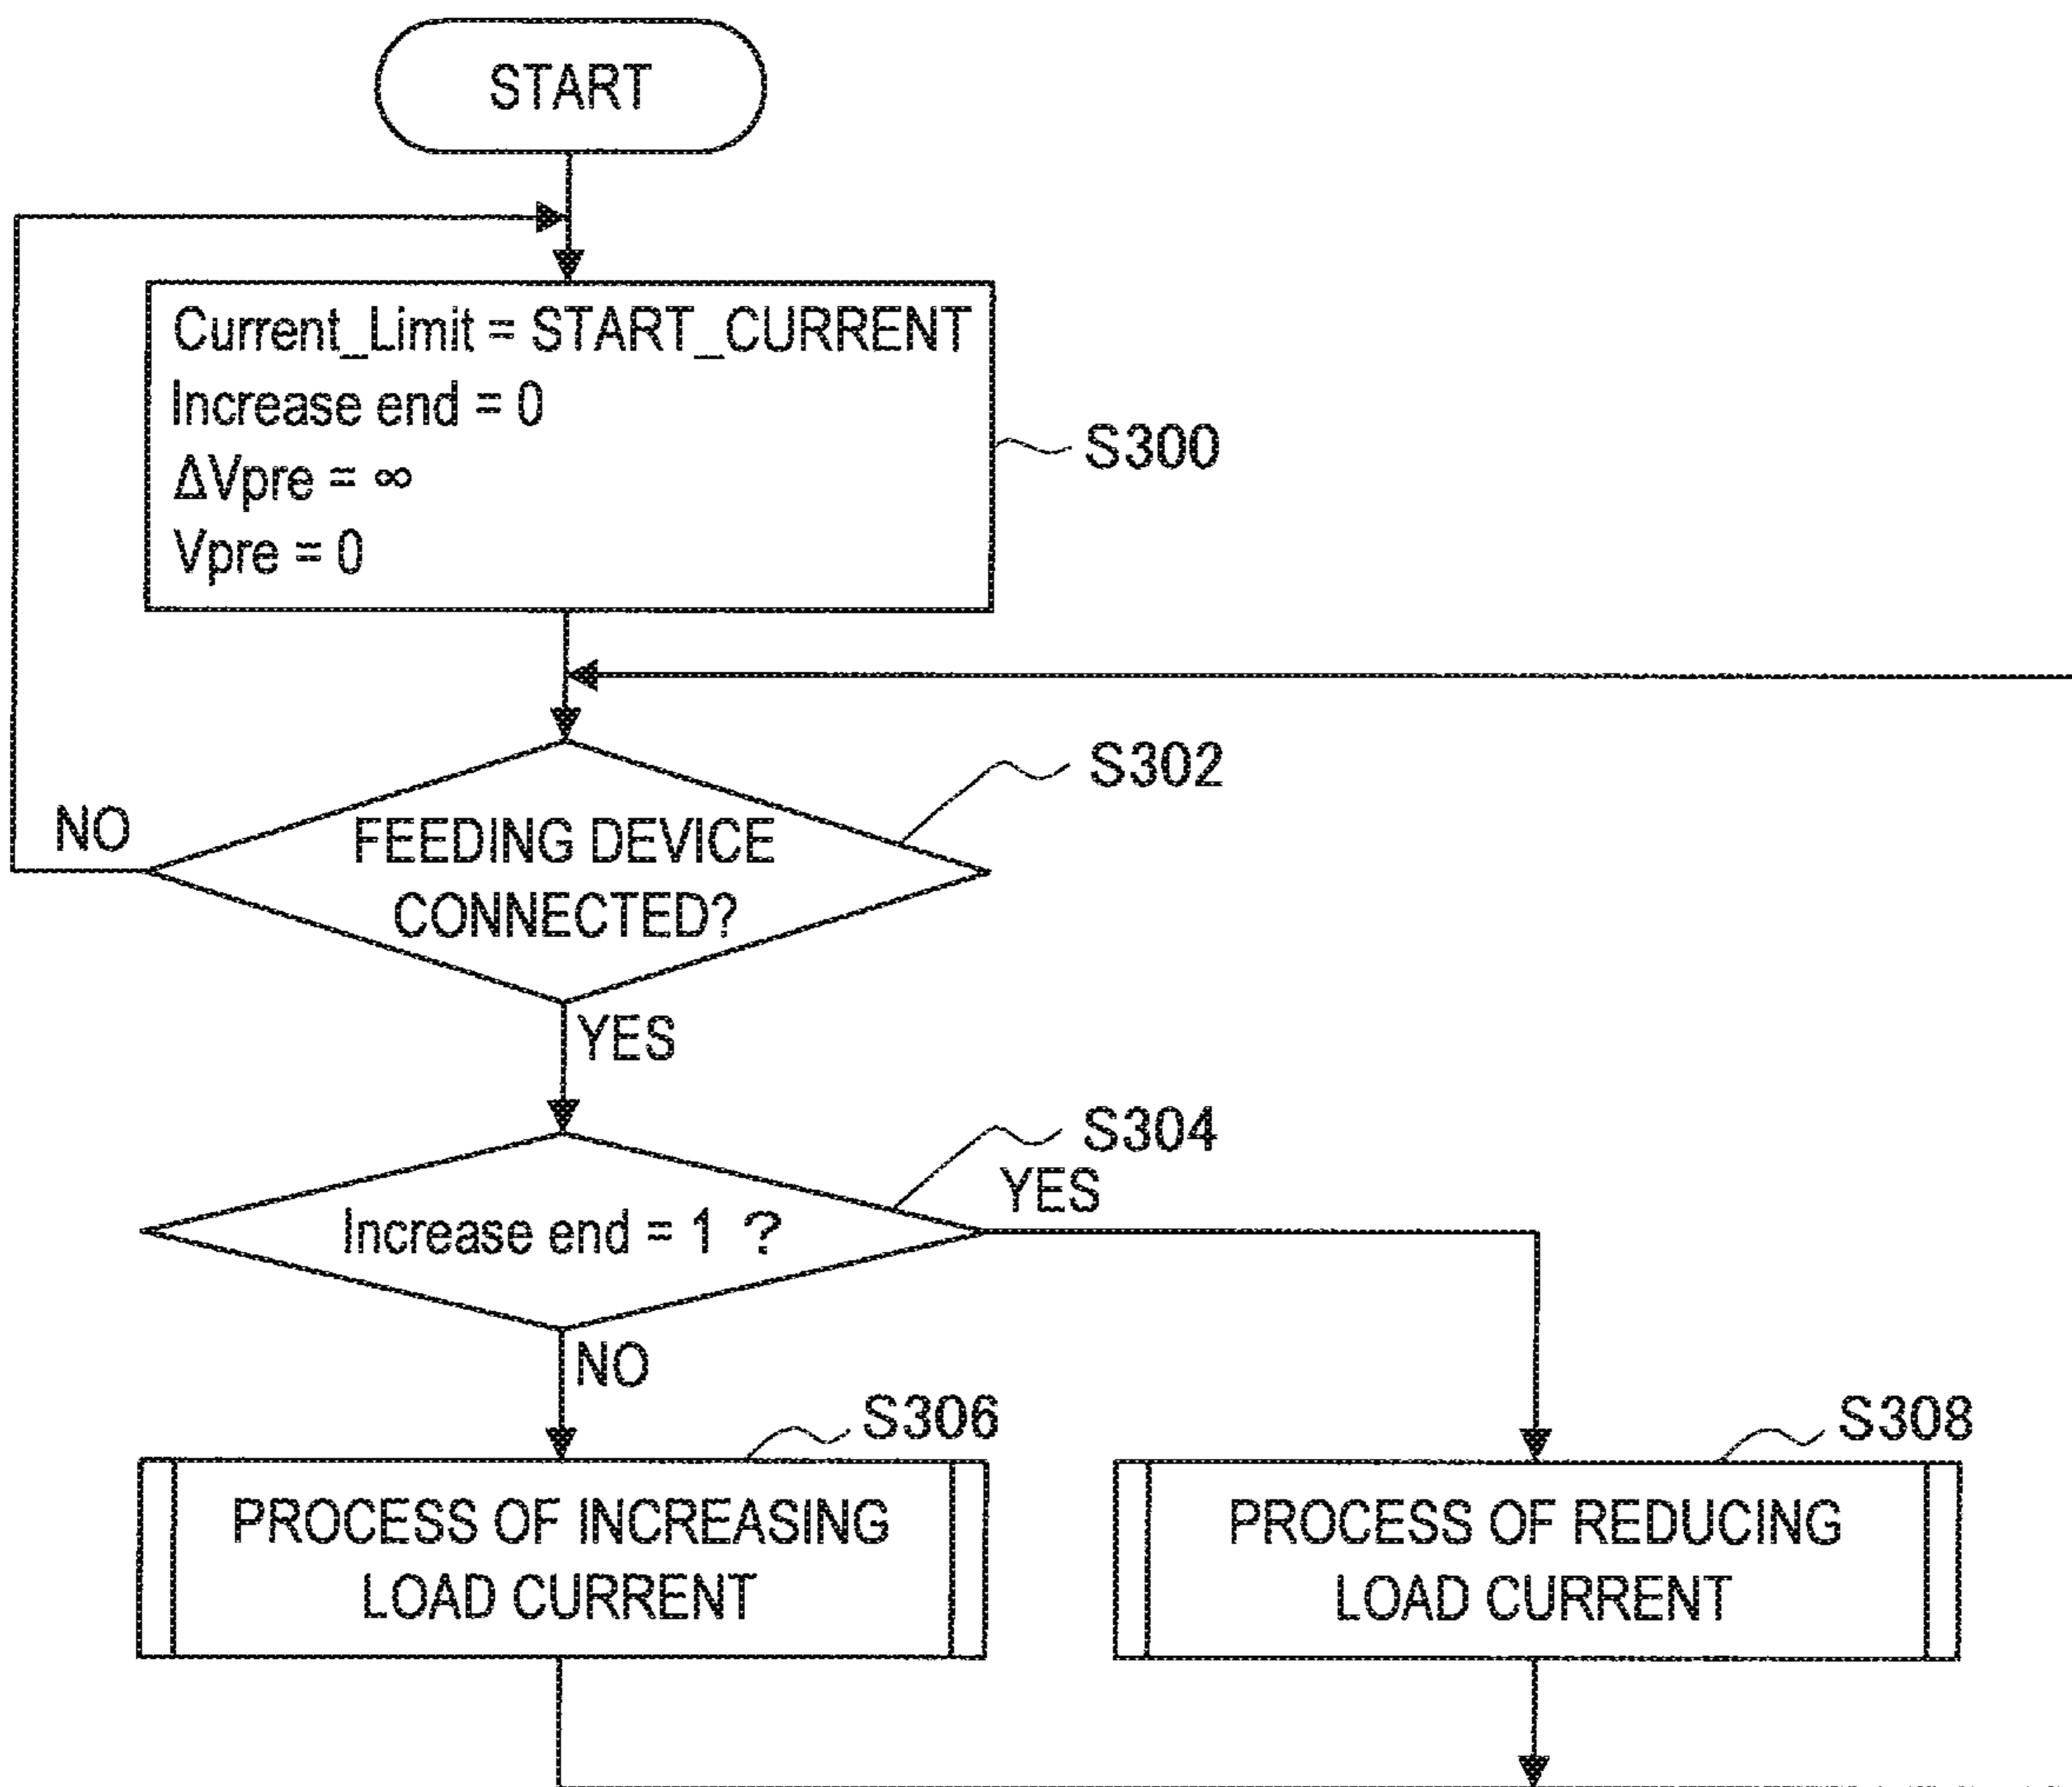 START
Current_Limit = START_CURRENT
Increase end = 0
ΔVpre = ∞
Vpre = 0
S300
S302
FEEDING DEVICE
CONNECTED?
NO
YES
S304
Increase end = 1 ?
YES
NO
S306
PROCESS OF INCREASING
LOAD CURRENT
S308
PROCESS OF REDUCING
LOAD CURRENT